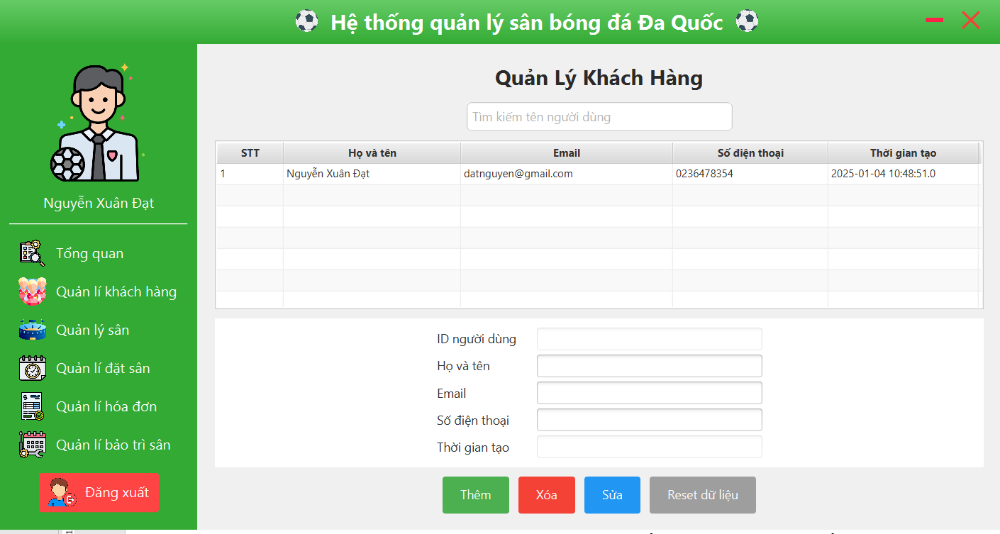 Hệ thống quản lý sân bóng đá Đa Quốc
Nguyễn Xuân Đạt
Tổng quan
Quản lí khách hàng
Quản lý sân
Quản lí đặt sân
Quản lí hóa đơn
Quản lí bảo trì sân
Đăng xuất
Quản Lý Khách Hàng
Tìm kiếm tên người dùng
STT Họ và tên Email Số điện thoại Thời gian tạo
1 Nguyễn Xuân Đạt datnguyen@gmail.com 0236478354 2025-01-04 10:48:51.0
ID người dùng
Họ và tên
Email
Số điện thoại
Thời gian tạo
Thêm Xóa Sửa Reset dữ liệu